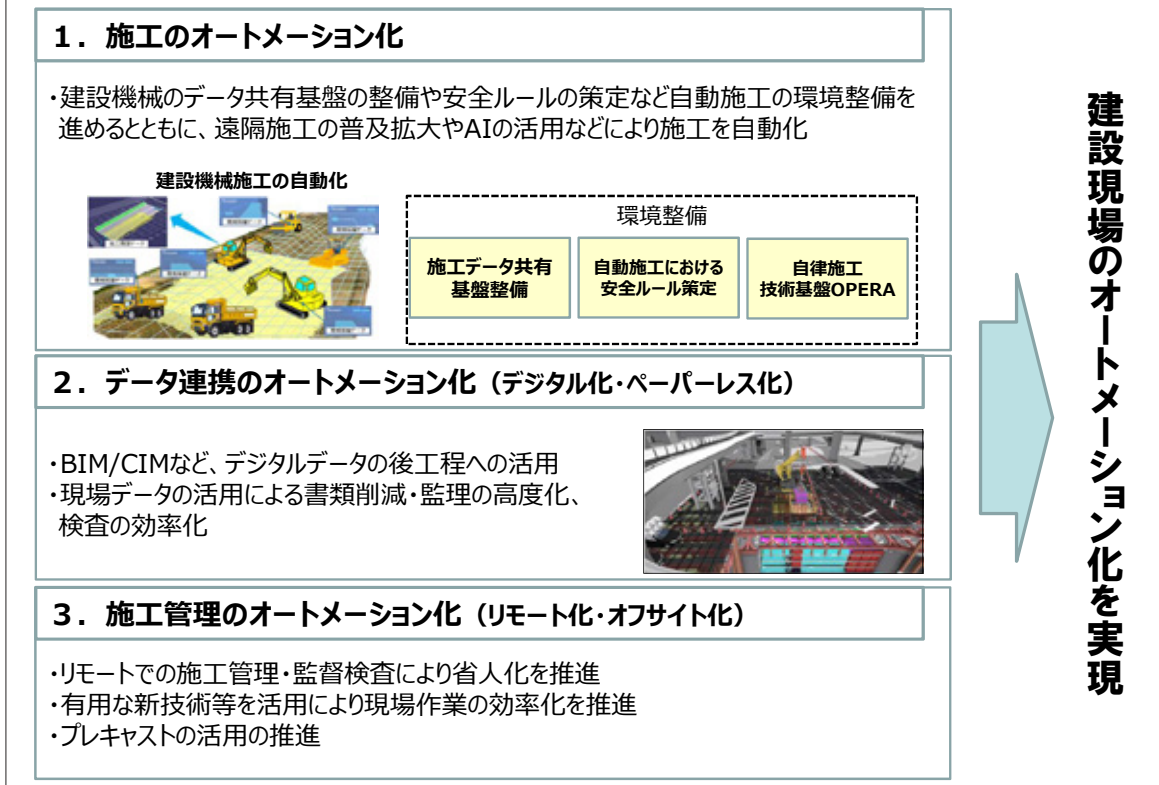 1．施工のオートメーション化
・建設機械のデータ共有基盤の整備や安全ルールの策定など自動施工の環境整備を
進めるとともに、遠隔施工の普及拡大やAIの活用などにより施工を自動化
建設機械施工の自動化
環境整備
施工データ共有
基盤整備
自動施工における
安全ルール策定
自律施工
技術基盤OPERA
2．データ連携のオートメーション化（デジタル化・ペーパーレス化）
・BIM/CIMなど、デジタルデータの後工程への活用
・現場データの活用による書類削減・監理の高度化、
検査の効率化
3．施工管理のオートメーション化（リモート化・オフサイト化）
・リモートでの施工管理・監督検査により省人化を推進
・有用な新技術等を活用により現場作業の効率化を推進
・プレキャストの活用の推進
建設現場のオートメーション化を実現